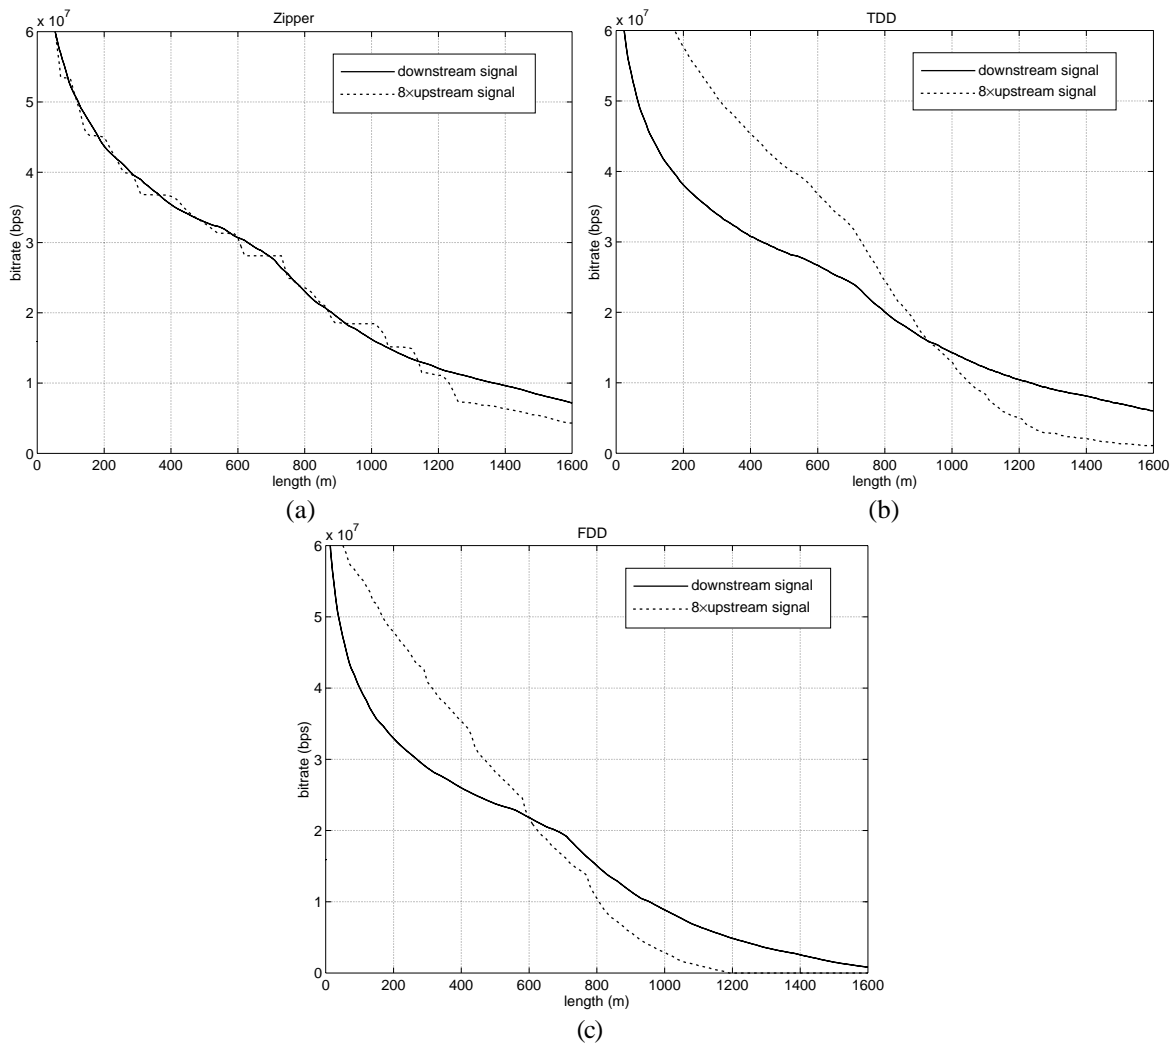 Zipper
x 10^7
6
5
4
3
2
1
0
bitrate (bps)
downstream signal
8×upstream signal
0 200 400 600 800 1000 1200 1400 1600
length (m)
(a)
TDD
x 10^7
6
5
4
3
2
1
0
bitrate (bps)
downstream signal
8×upstream signal
0 200 400 600 800 1000 1200 1400 1600
length (m)
(b)
FDD
x 10^7
6
5
4
3
2
1
0
bitrate (bps)
downstream signal
8×upstream signal
0 200 400 600 800 1000 1200 1400 1600
length (m)
(c)